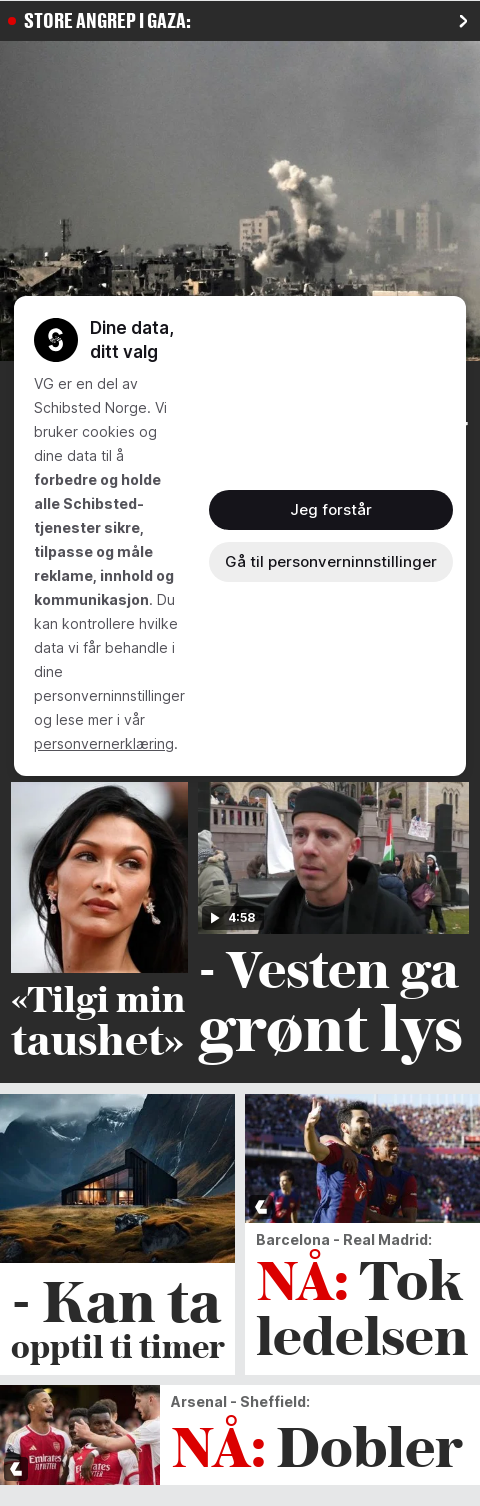 STORE ANGREP I GAZA:
Dine data,
ditt valg
VG er en del av
Schibsted Norge. Vi
bruker cookies og
dine data til å
forbedre og holde
alle Schibsted-
tjenester sikre,
tilpasse og måle
reklame, innhold og
kommunikasjon. Du
kan kontrollere hvilke
data vi får behandle i
dine
personverninnstillinger
og lese mer i vår
personvernerklæring.
Jeg forstår
Gå til personverninnstillinger
«Tilgi min
taushet»
4:58
- Vesten ga
grønt lys
- Kan ta
opptil ti timer
Barcelona - Real Madrid:
NÅ: Tok
ledelsen
Arsenal - Sheffield:
NÅ: Dobler